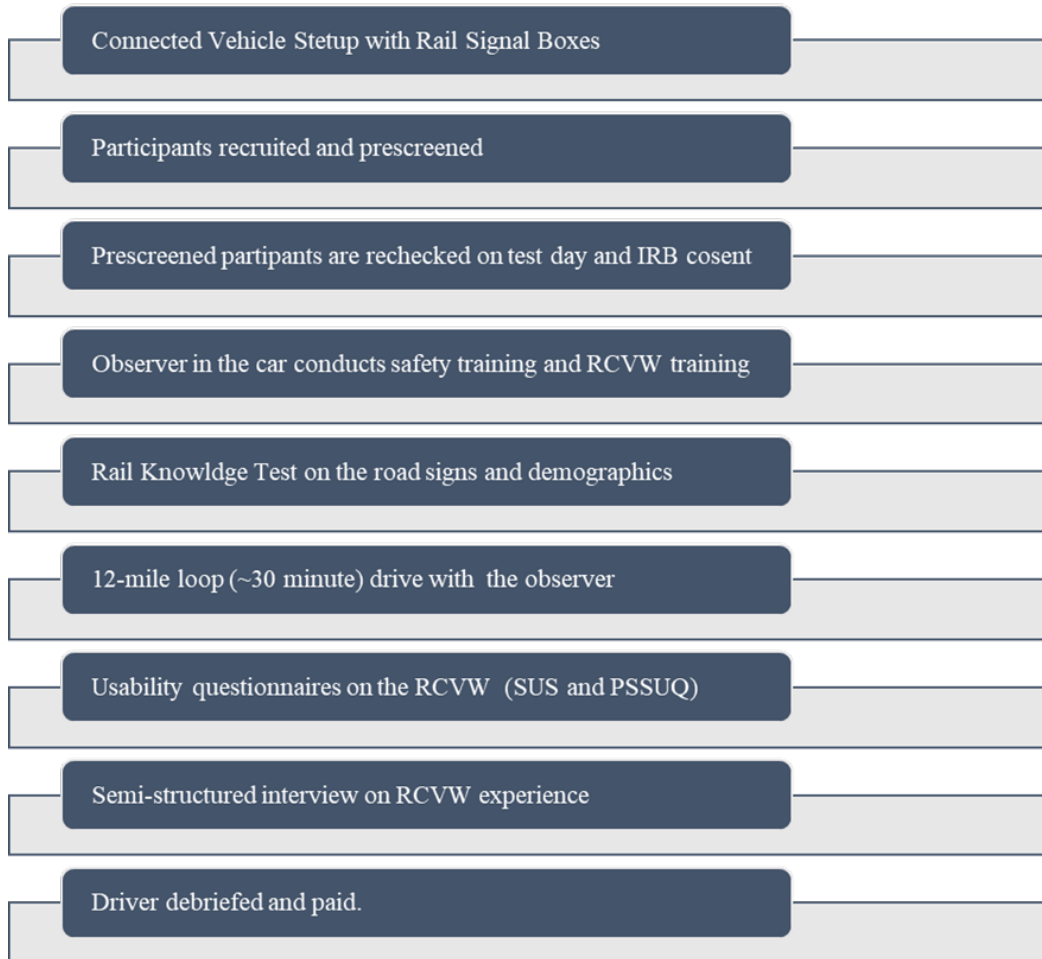 Connected Vehicle Stetup with Rail Signal Boxes
Participants recruited and prescreened
Prescreened partipants are rechecked on test day and IRB cosent
Observer in the car conducts safety training and RCVW training
Rail Knowldge Test on the road signs and demographics
12-mile loop (~30 minute) drive with the observer
Usability questionnaires on the RCVW (SUS and PSSUQ)
Semi-structured interview on RCVW experience
Driver debriefed and paid.